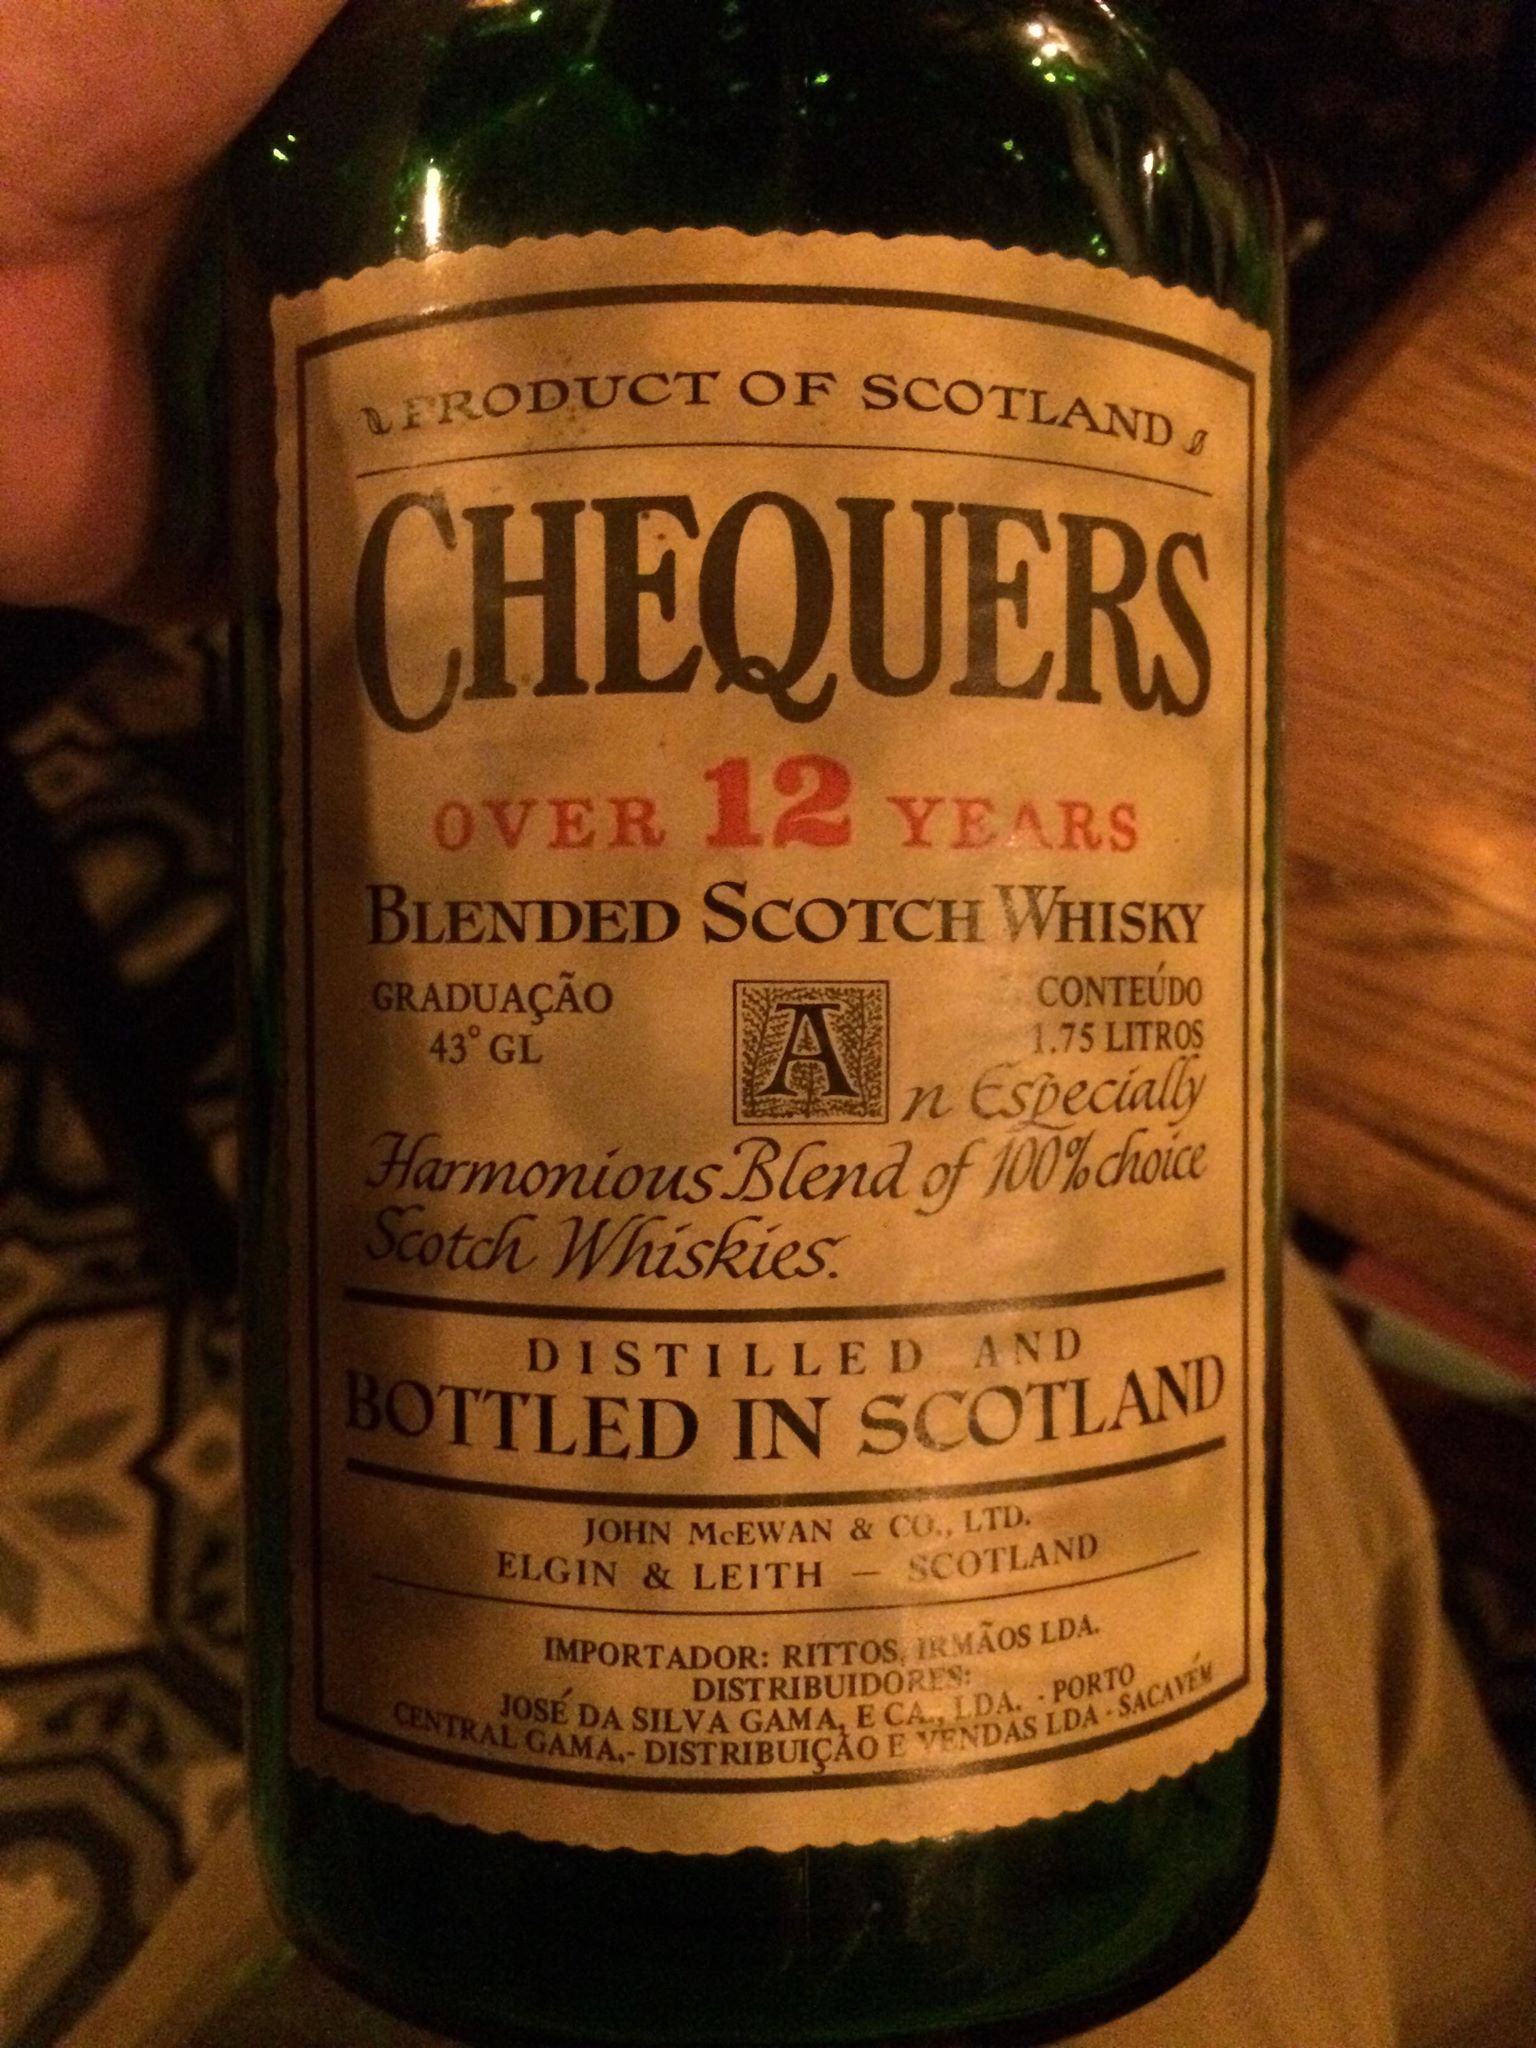 PRODUCT OF SCOTLAND
CHEQUERS
OVER 12 YEARS
BLENDED SCOTCH WHISKY
GRADUAÇÃO
43° GL
CONTEÚDO
1.75 LITROS
An Especially
Harmonious Blend of 100% choice
Scotch Whiskies.
DISTILLED AND
BOTTLED IN SCOTLAND
JOHN McEWAN & CO., LTD.
ELGIN & LEITH – SCOTLAND
IMPORTADOR: RITTOS, IRMÃOS LDA.
DISTRIBUIDORES:
JOSÉ DA SILVA GAMA, E CA., LDA. - PORTO
CENTRAL GAMA.- DISTRIBUIÇÃO E VENDAS LDA - SACAVÉM